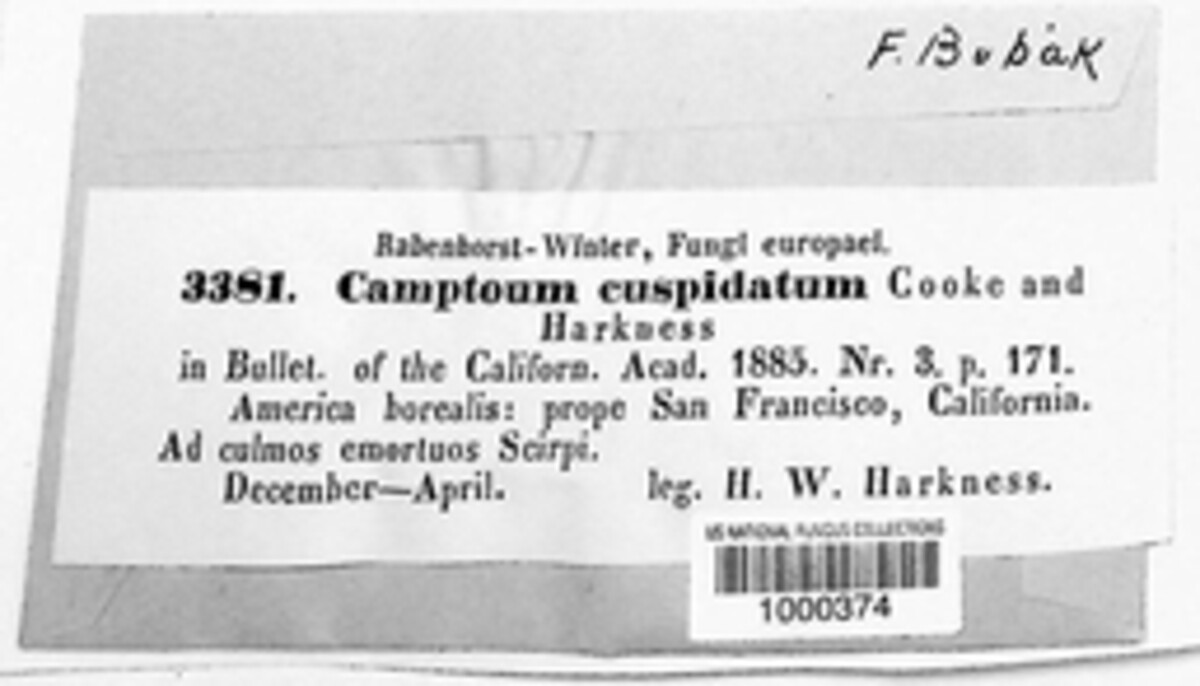 F. Bubák
Rabenhorst-Winter, Fungi europaei.
3381. Camptoum cuspidatum Cooke and
Harkness
in Bullet. of the Californ. Acad. 1885. Nr. 3. p. 171.
America borealis: prope San Francisco, California.
Ad culmos emortuos Scirpi.
December—April. leg. H. W. Harkness.
US NATIONAL FUNGUS COLLECTIONS
1000374